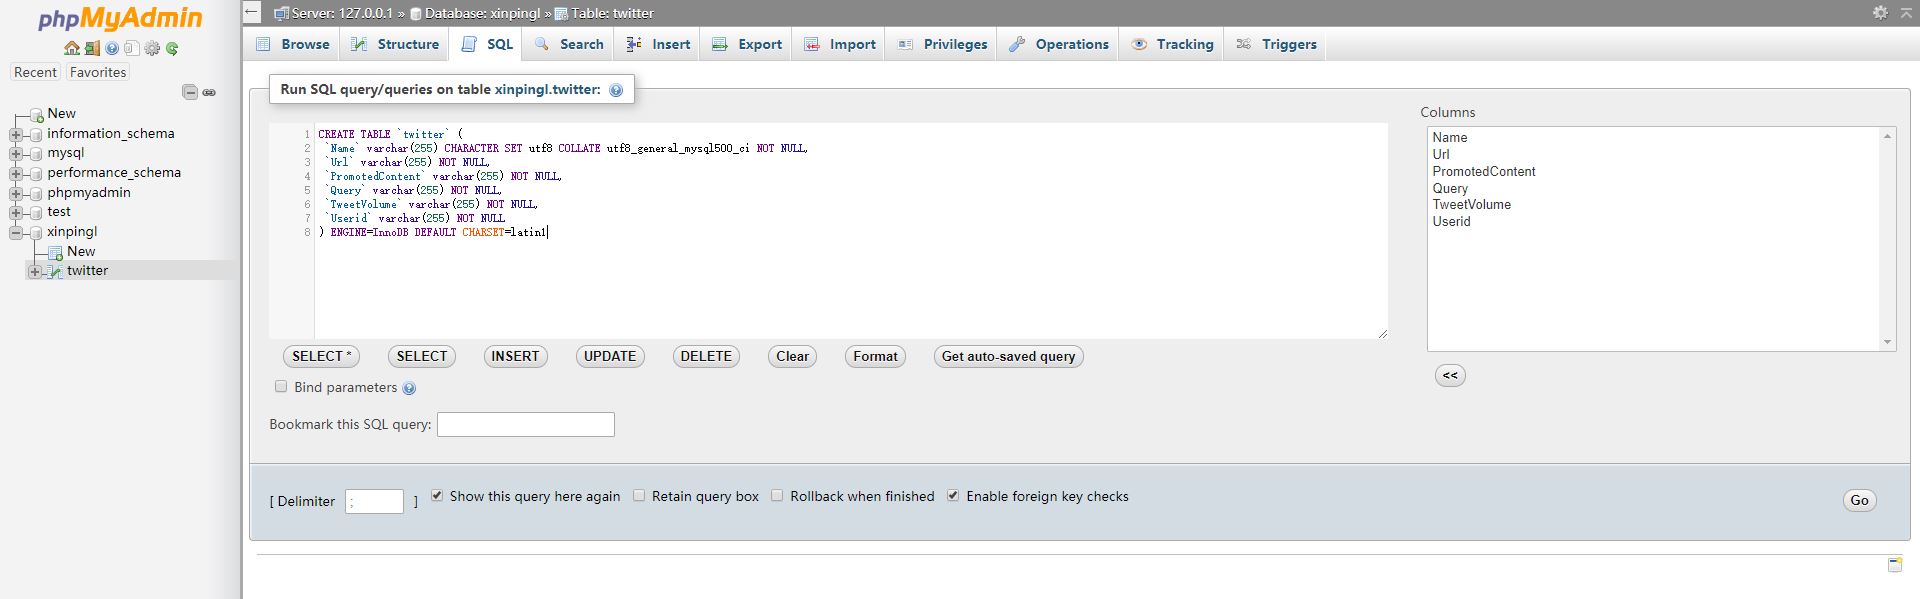 phpMyAdmin
Recent Favorites
New
information_schema
mysql
performance_schema
phpmyadmin
test
xinpingl
New
twitter
Server: 127.0.0.1 » Database: xinpingl » Table: twitter
Browse Structure SQL Search Insert Export Import Privileges Operations Tracking Triggers
Run SQL query/queries on table xinpingl.twitter:
1 CREATE TABLE `twitter` (
2 `Name` varchar(255) CHARACTER SET utf8 COLLATE utf8_general_mysql500_ci NOT NULL,
3 `Url` varchar(255) NOT NULL,
4 `PromotedContent` varchar(255) NOT NULL,
5 `Query` varchar(255) NOT NULL,
6 `TweetVolume` varchar(255) NOT NULL,
7 `Userid` varchar(255) NOT NULL
8 ) ENGINE=InnoDB DEFAULT CHARSET=latin1
Columns
Name
Url
PromotedContent
Query
TweetVolume
Userid
<<
SELECT * SELECT INSERT UPDATE DELETE Clear Format Get auto-saved query
Bind parameters
Bookmark this SQL query:
[ Delimiter ; ] Show this query here again Retain query box Rollback when finished Enable foreign key checks Go